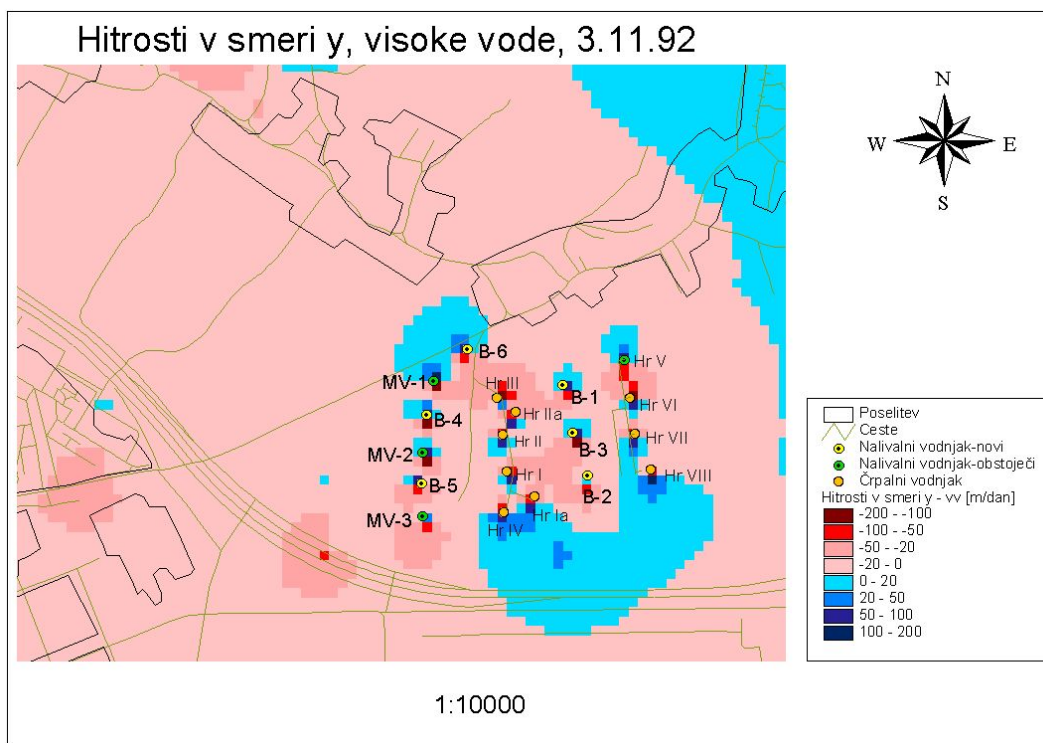 Hitrosti v smeri y, visoke vode, 3.11.92
N
W E
S
B-6
Hr V
MV-1
Hr III
B-1
Hr VI
Hr IIa
B-4
Hr II
B-3
Hr VII
MV-2
Hr I
B-5
B-2
Hr VIII
Hr Ia
MV-3
Hr IV
Poselitev
Ceste
Nalivalni vodnjak-novi
Nalivalni vodnjak-obstoječi
Črpalni vodnjak
Hitrosti v smeri y - vv [m/dan]
-200 - -100
-100 - -50
-50 - -20
-20 - 0
0 - 20
20 - 50
50 - 100
100 - 200
1:10000